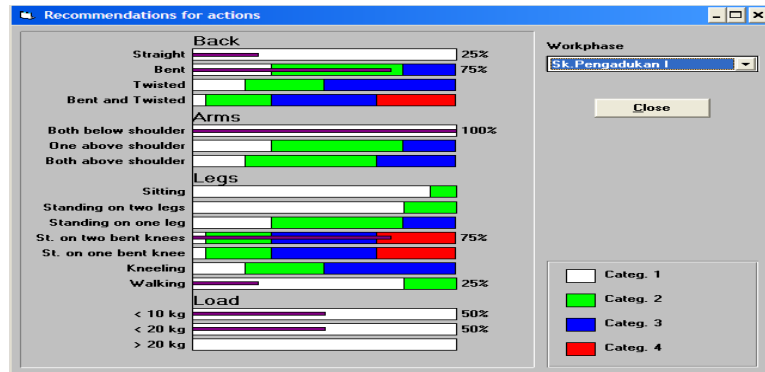 Recommendations for actions
Back
Straight 25%
Bent 75%
Twisted
Bent and Twisted
Arms
Both below shoulder 100%
One above shoulder
Both above shoulder
Legs
Sitting
Standing on two legs
Standing on one leg
St. on two bent knees 75%
St. on one bent knee
Kneeling
Walking 25%
Load
< 10 kg 50%
< 20 kg 50%
> 20 kg
Workphase
Sk.Pengadukan I
Close
Categ. 1
Categ. 2
Categ. 3
Categ. 4